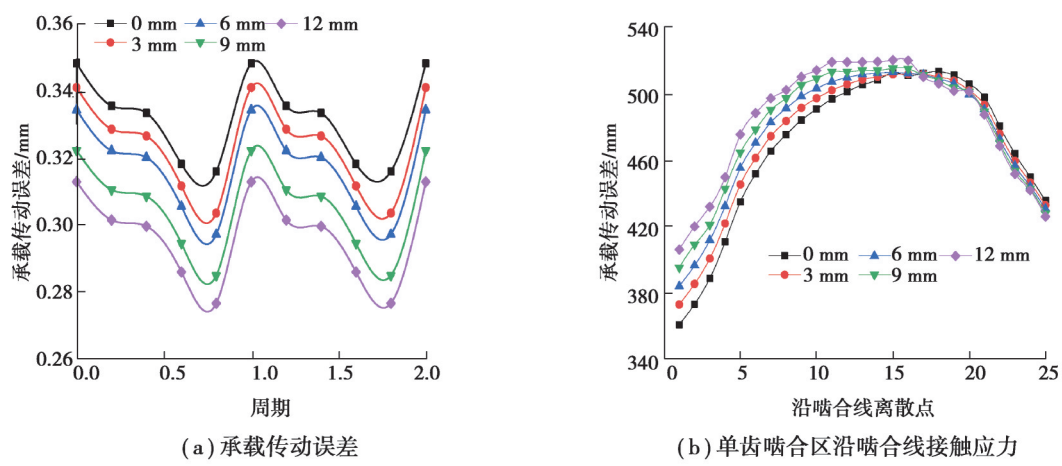 0.36
0.34
0.32
0.30
0.28
0.26
承载传动误差/mm
0 mm 6 mm 12 mm
3 mm 9 mm
0.0 0.5 1.0 1.5 2.0
周期
(a)承载传动误差
540
500
460
420
380
340
承载传动误差/mm
0 mm 6 mm 12 mm
3 mm 9 mm
0 5 10 15 20 25
沿啮合线离散点
(b)单齿啮合区沿啮合线接触应力